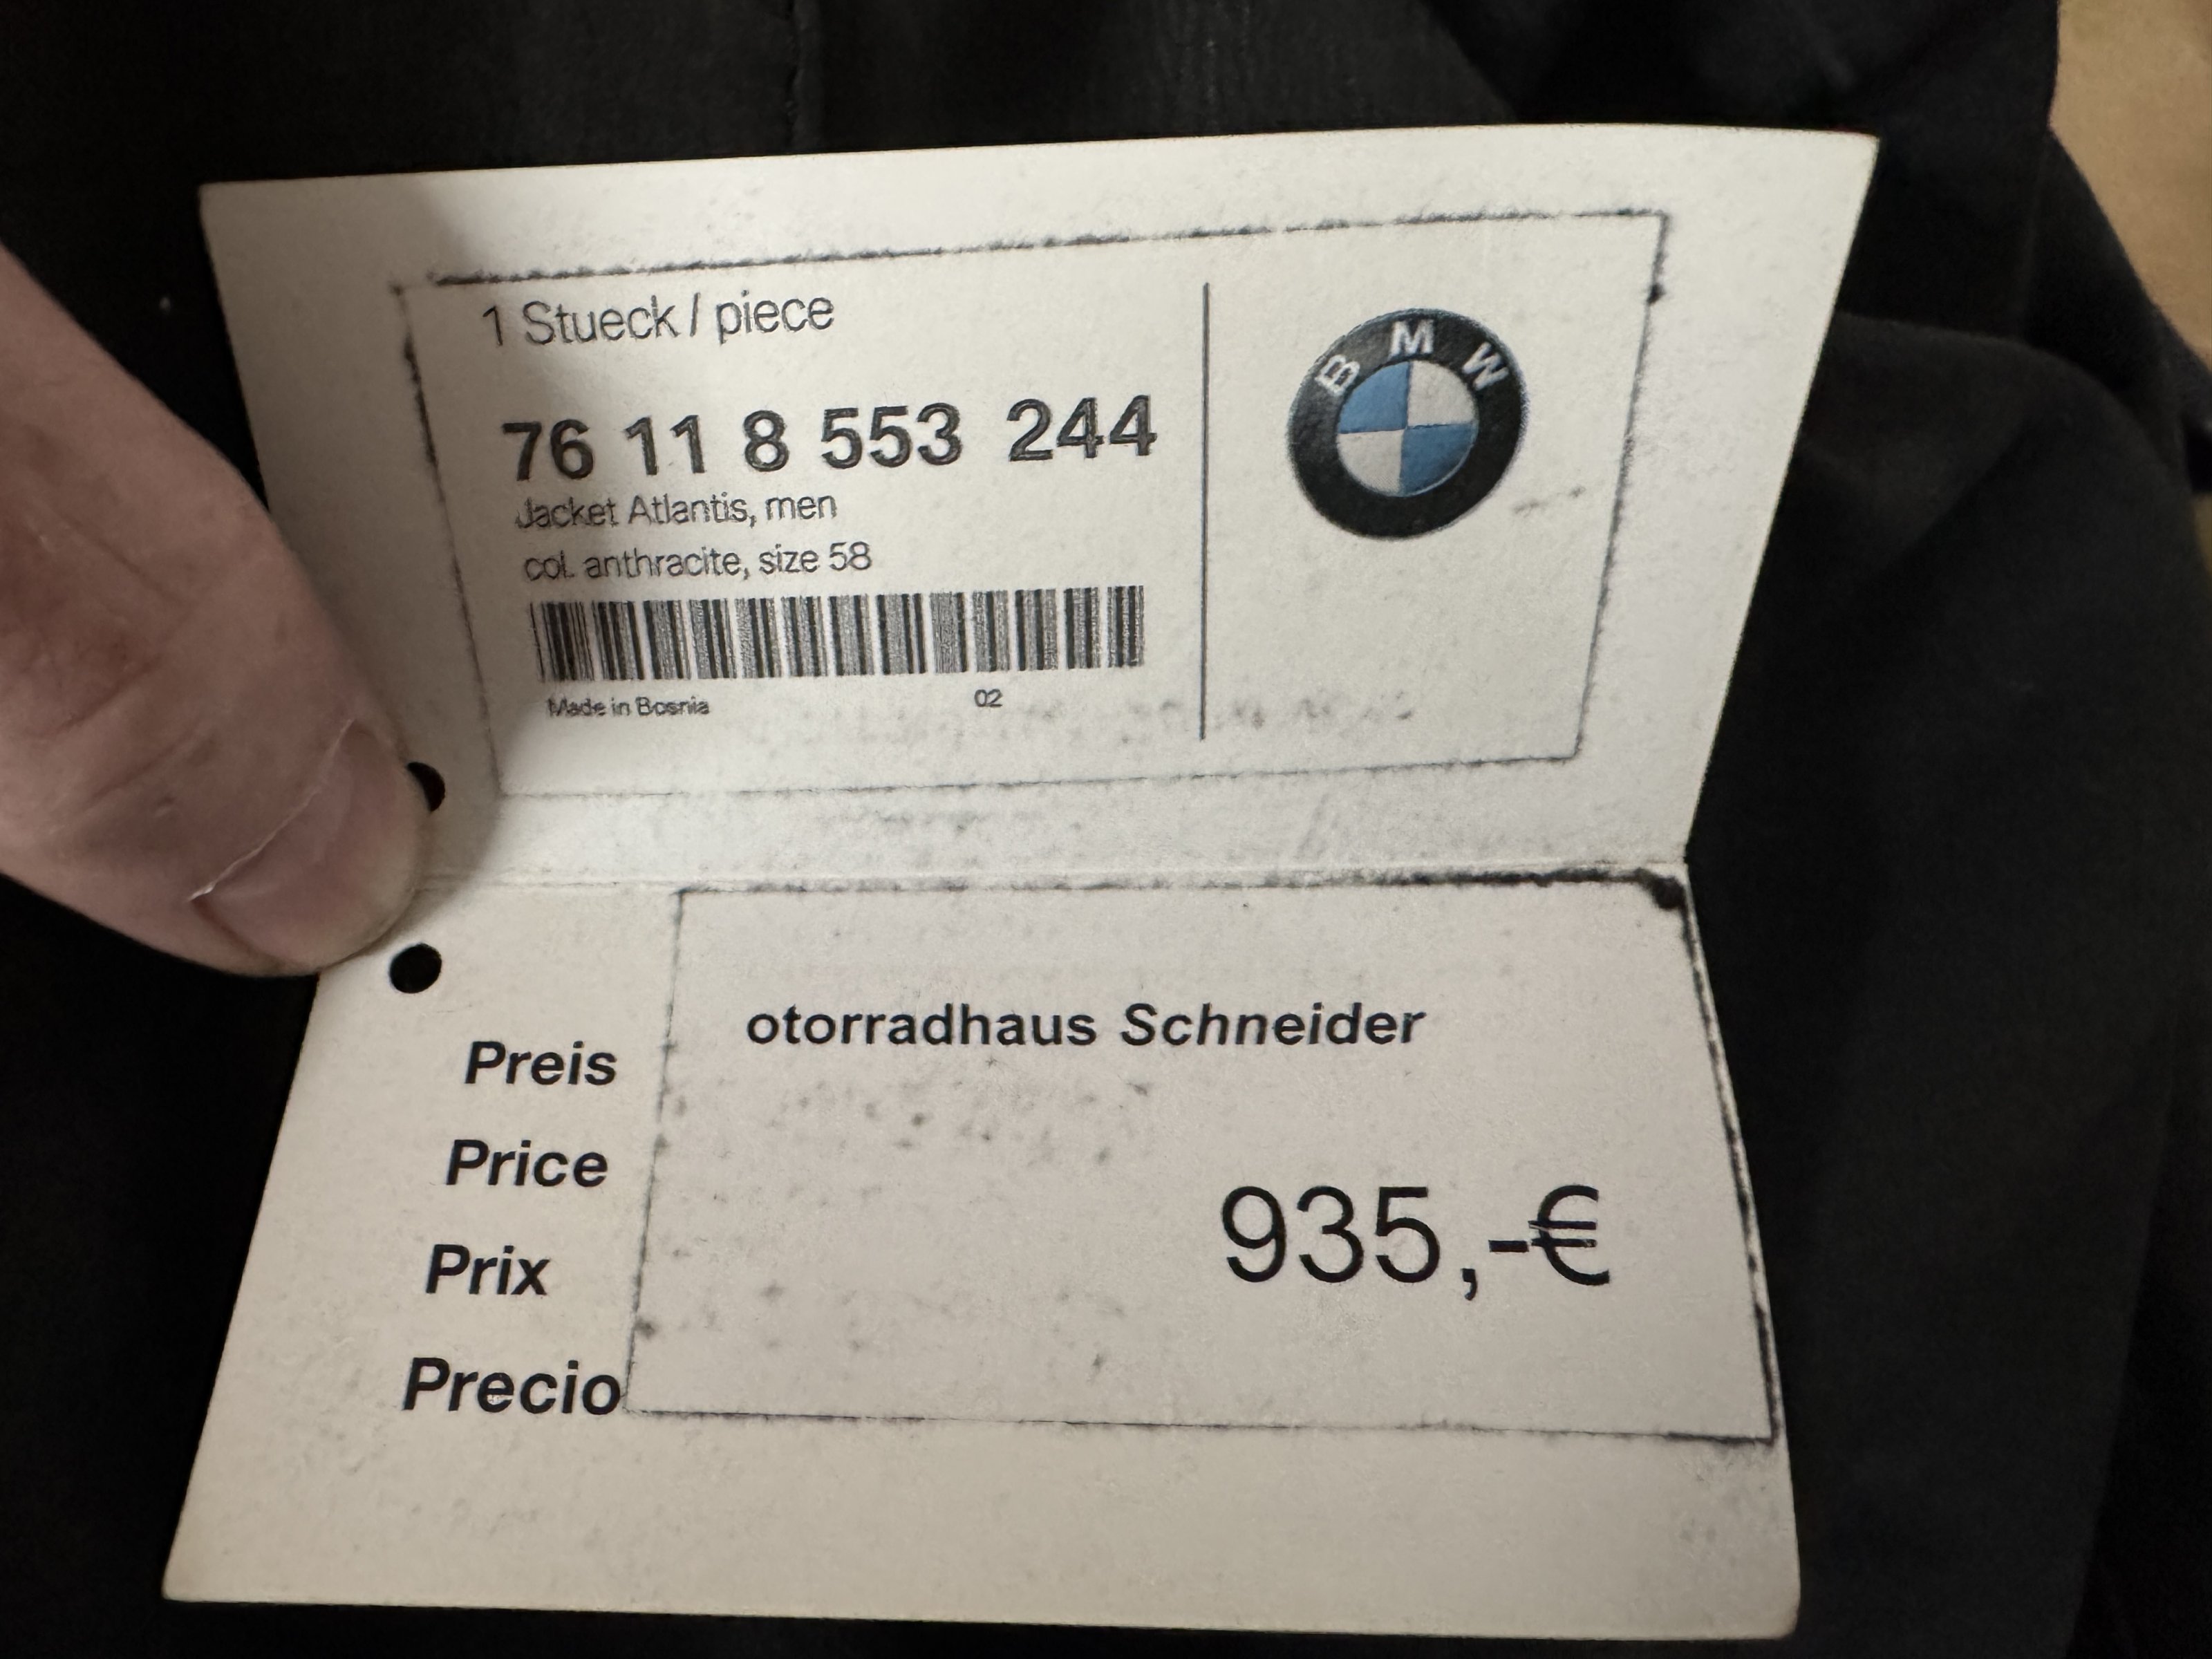 1 Stueck / piece
76 11 8 553 244
Jacket Atlantis, men
col. anthracite, size 58
Made in Bosnia 02
BMW
otorradhaus Schneider
Preis
Price
935,-€
Prix
Precio